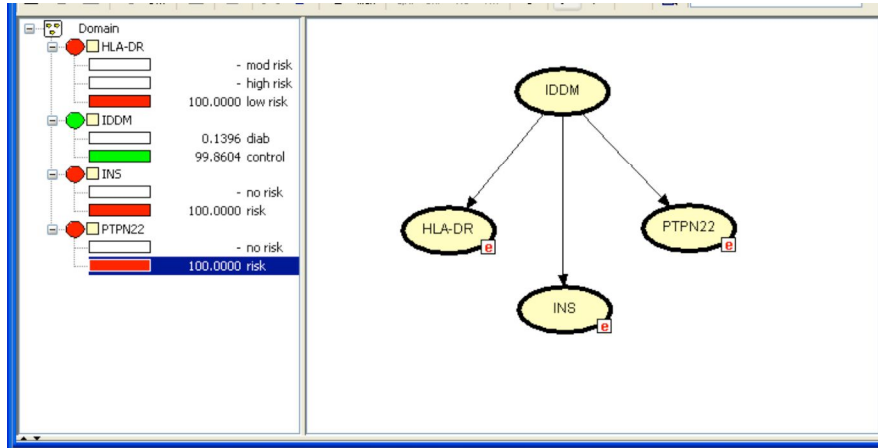 Domain
HLA-DR
- mod risk
- high risk
100.0000 low risk
IDDM
0.1396 diab
99.8604 control
INS
- no risk
100.0000 risk
PTPN22
- no risk
100.0000 risk
IDDM
HLA-DR
e
PTPN22
e
INS
e